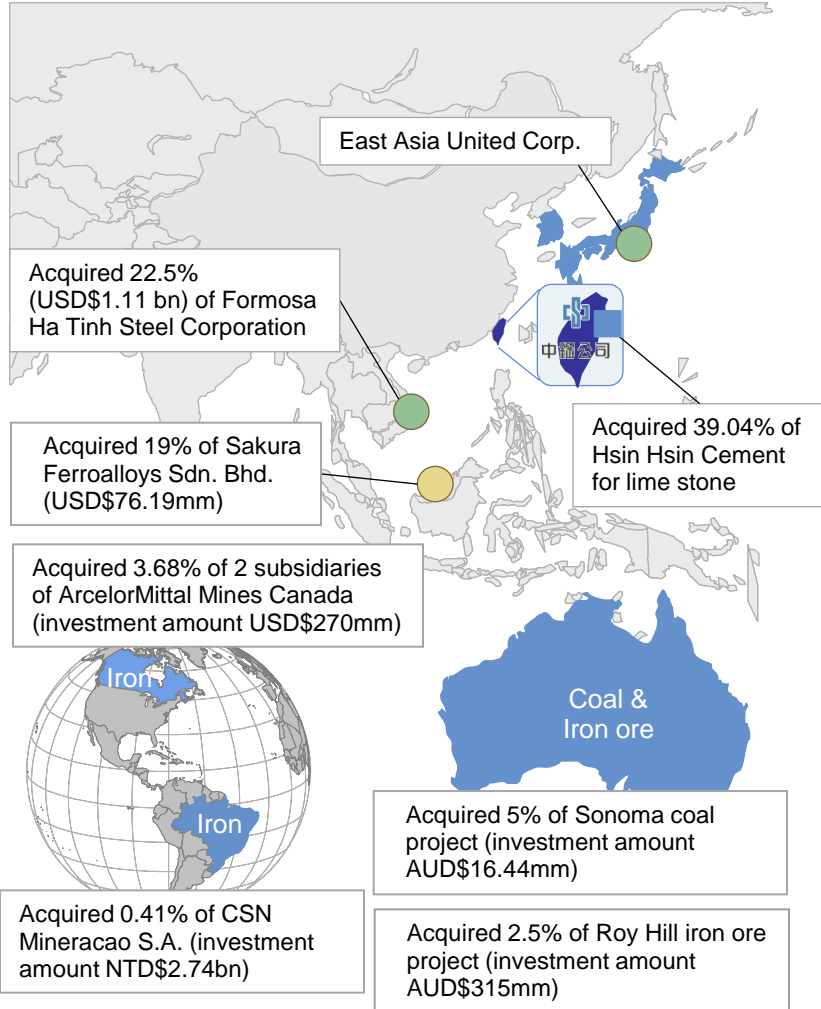 East Asia United Corp.
Acquired 22.5%
(USD$1.11 bn) of Formosa
Ha Tinh Steel Corporation
中鋼公司
Acquired 39.04% of
Hsin Hsin Cement
for lime stone
Acquired 19% of Sakura
Ferroalloys Sdn. Bhd.
(USD$76.19mm)
Acquired 3.68% of 2 subsidiaries
of ArcelorMittal Mines Canada
(investment amount USD$270mm)
Iron
Coal &
Iron ore
Iron
Acquired 5% of Sonoma coal
project (investment amount
AUD$16.44mm)
Acquired 0.41% of CSN
Mineracao S.A. (investment
amount NTD$2.74bn)
Acquired 2.5% of Roy Hill iron ore
project (investment amount
AUD$315mm)